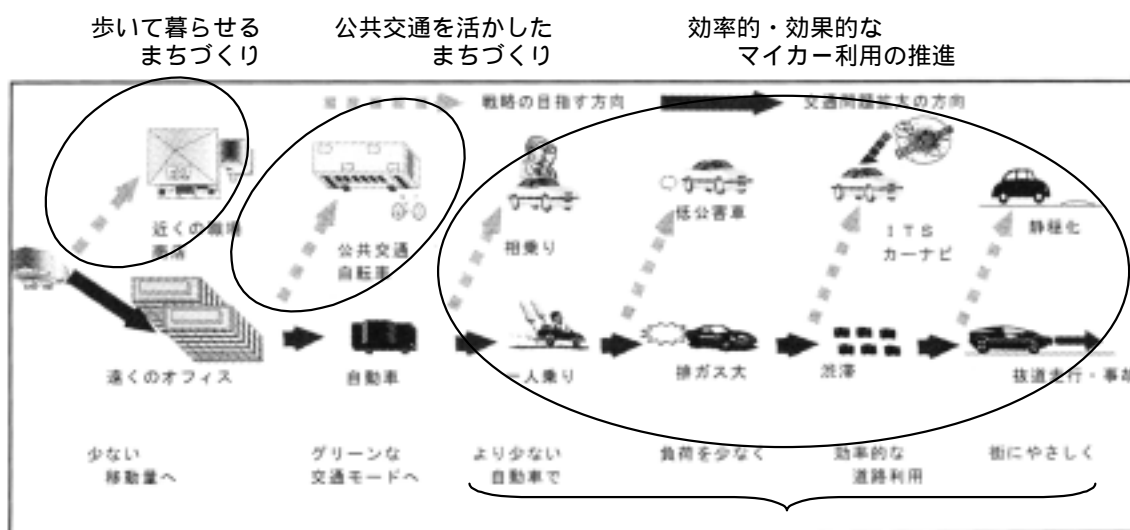 歩いて暮らせる
まちづくり
公共交通を活かした
まちづくり
効率的・効果的な
マイカー利用の推進
戦略の目指す方向
交通問題拡大の方向
近くの職場
公共交通
自転車
相乗り
低公害車
ITS
カーナビ
静穏化
遠くのオフィス
自動車
一人乗り
排ガス大
渋滞
抜道走行・事故
少ない
移動量へ
グリーンな
交通モードへ
より少ない
自動車で
負荷を少なく
効率的な
道路利用
街にやさしく